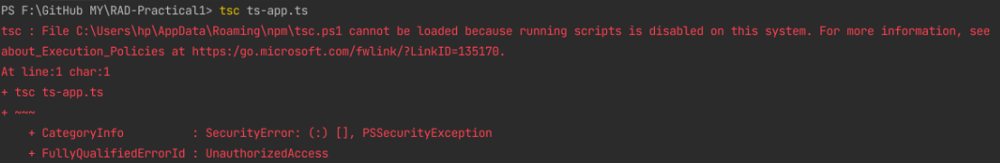 PS F:\GitHub MY\RAD-Practical1> tsc ts-app.ts
tsc : File C:\Users\hp\AppData\Roaming\npm\tsc.ps1 cannot be loaded because running scripts is disabled on this system. For more information, see
about_Execution_Policies at https:/go.microsoft.com/fwlink/?LinkID=135170.
At line:1 char:1
+ tsc ts-app.ts
+ ~~~
    + CategoryInfo          : SecurityError: (:) [], PSSecurityException
    + FullyQualifiedErrorId : UnauthorizedAccess